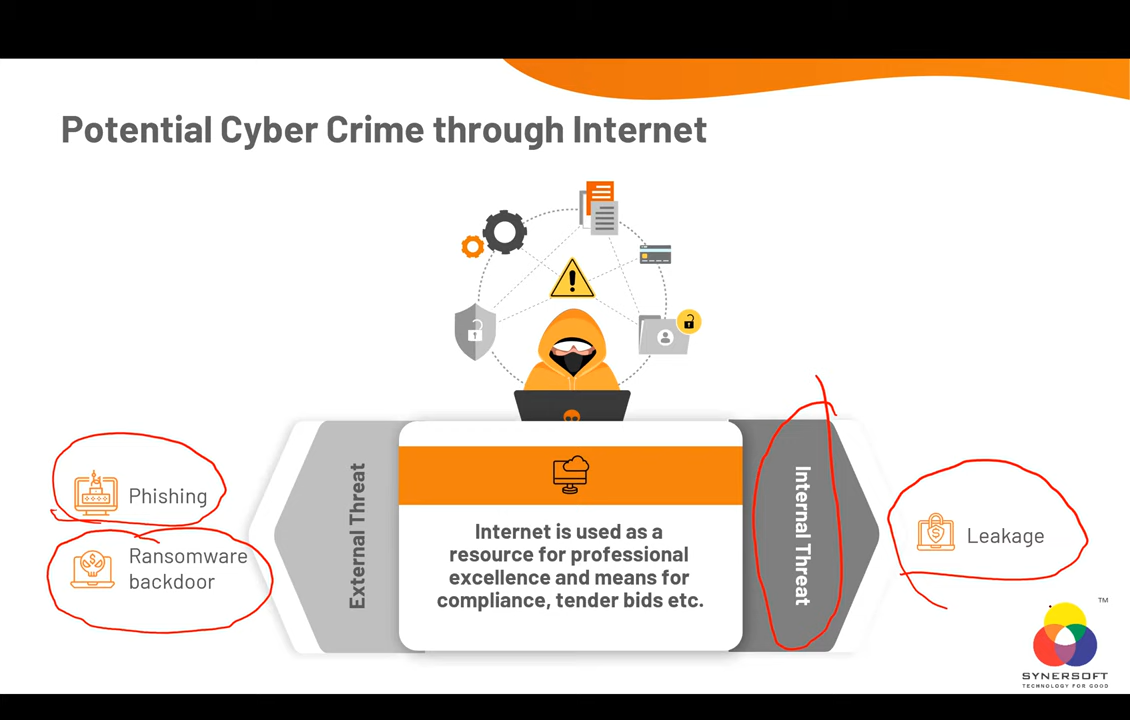 Potential Cyber Crime through Internet
Phishing
Ransomware
backdoor
External Threat
Internet is used as a
resource for professional
excellence and means for
compliance, tender bids etc.
Internal Threat
Leakage
TM
SYNERSOFT
TECHNOLOGY FOR GOOD